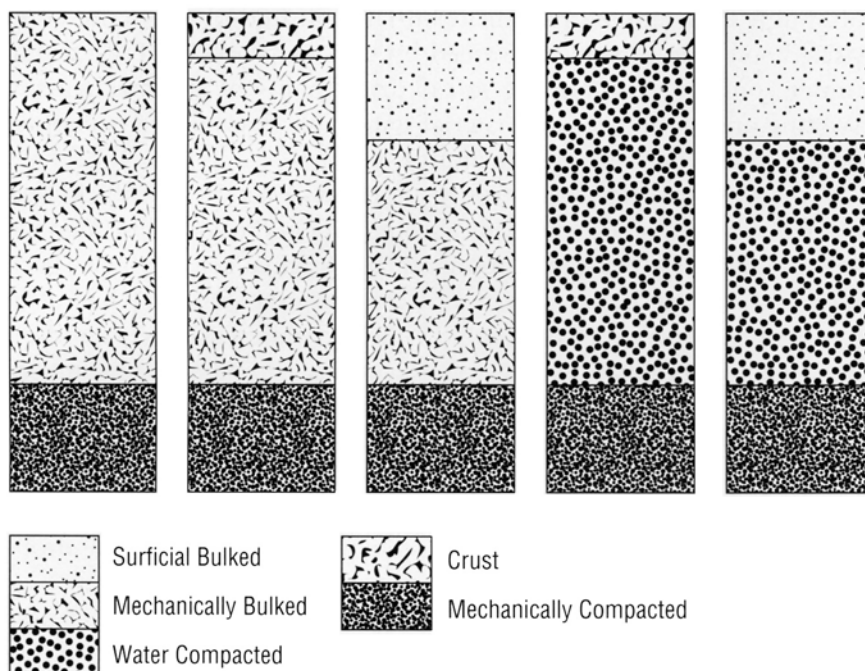 Surficial Bulked
Mechanically Bulked
Water Compacted
Crust
Mechanically Compacted